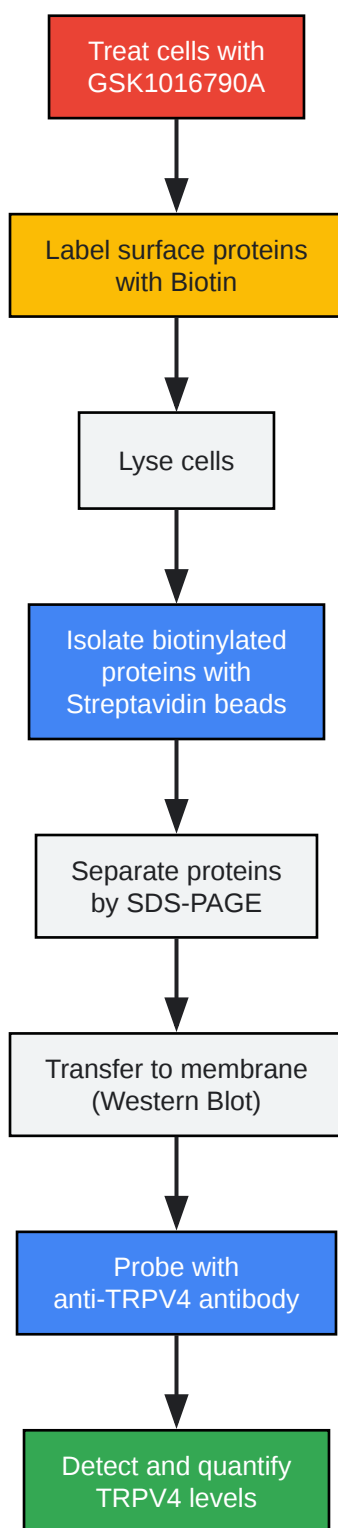 Treat cells with
GSK1016790A
Label surface proteins
with Biotin
Lyse cells
Isolate biotinylated
proteins with
Streptavidin beads
Separate proteins
by SDS-PAGE
Transfer to membrane
(Western Blot)
Probe with
anti-TRPV4 antibody
Detect and quantify
TRPV4 levels